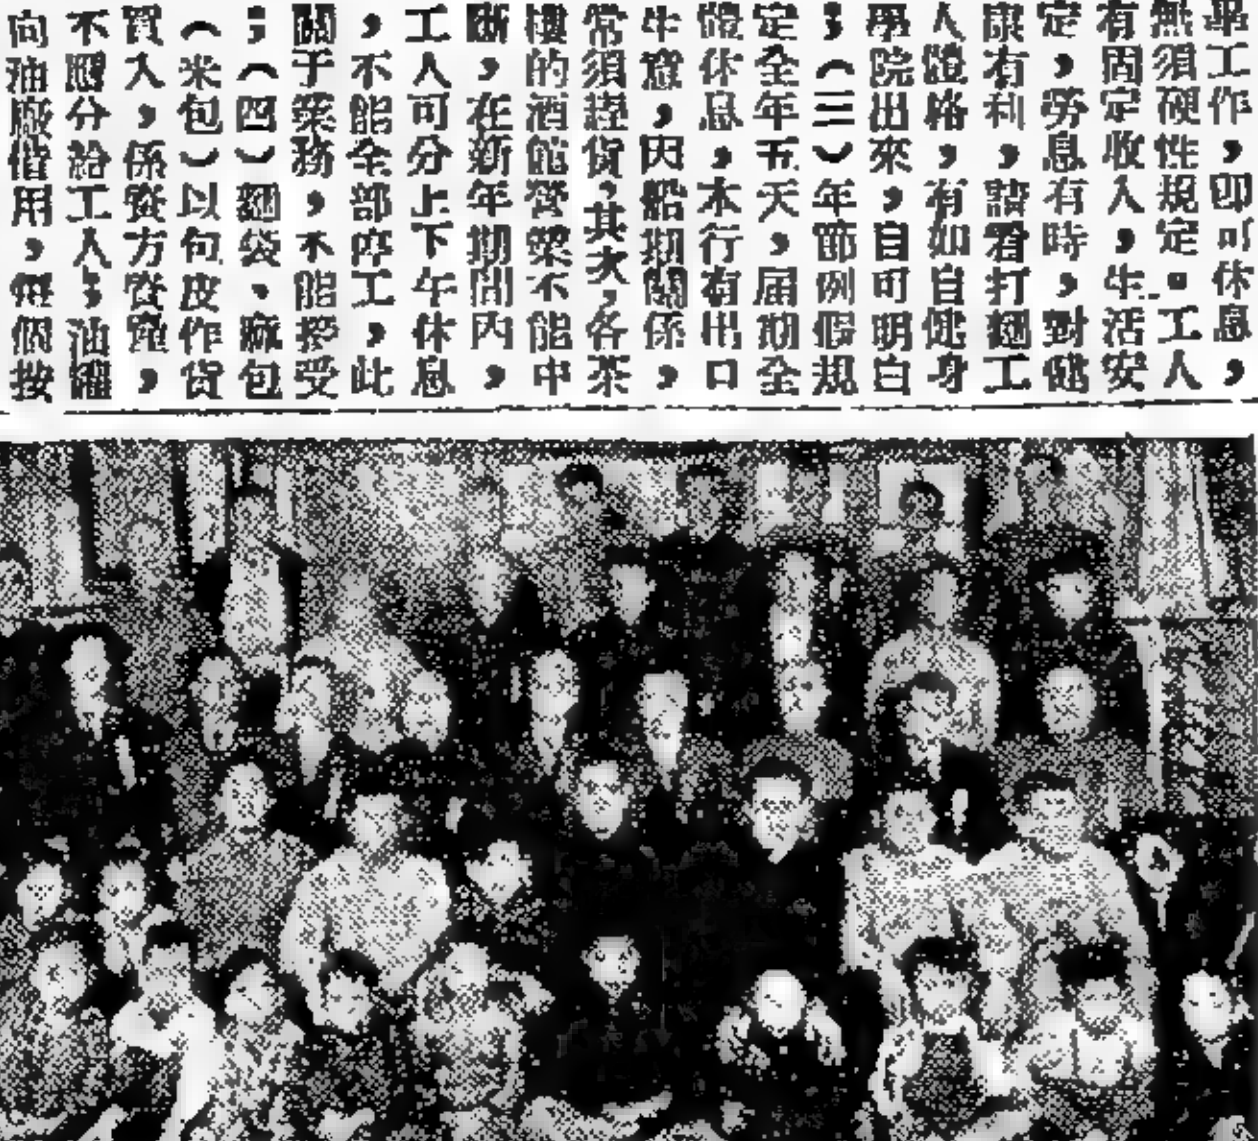 畢工作，即可休息，
無須硬性規定。工人
有固定收入，生活安
定，勞息有時，對健
康有利，請看打麵工
人體格，有如自健身
學院出來，自可明白
；（三）年節例假規
定全年五天，屆期全
體休息，本行有出口
生意，因船期關係，
常須趕貨，其次，各茶
樓的酒館營業不能中
斷，在新年期間內，
工人可分上下午休息
，不能全部停工，此
關于業務，不能接受
；（四）麵袋、麻包
（米包）以包皮作貨
買入，係資方資產，
不應分給工人；油罐
向油廠借用，每個按